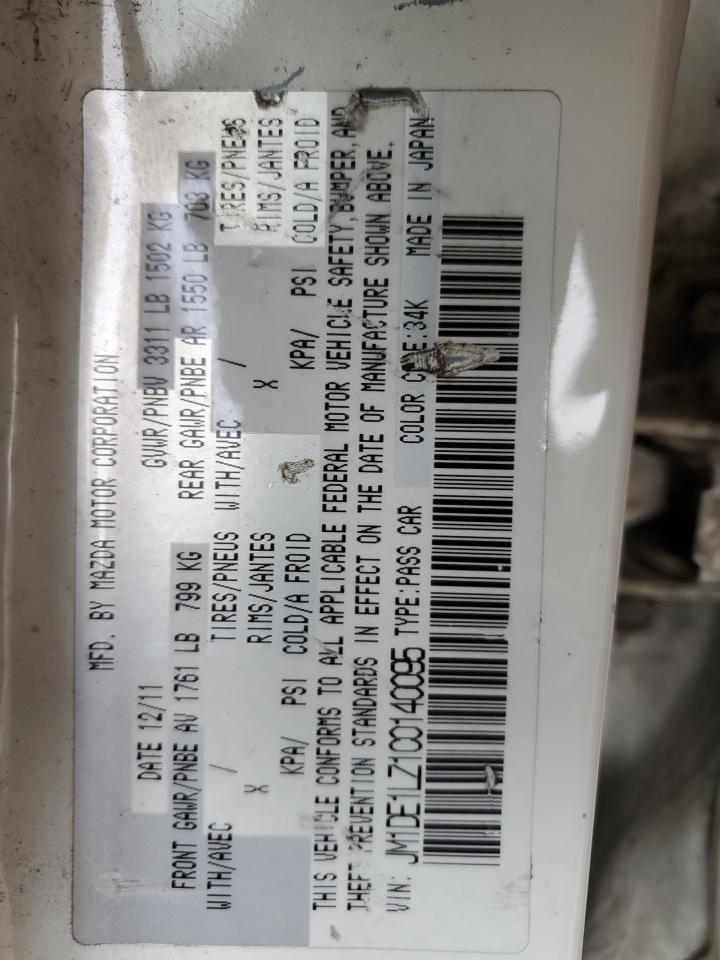 MFD. BY MAZDA MOTOR CORPORATION
DATE 12/11 GVWR/PNBV 3311 LB 1502 KG
FRONT GAWR/PNBE AV 1761 LB 799 KG REAR GAWR/PNBE AR 1550 LB 703 KG
WITH/AVEC / TIRES/PNEUS WITH/AVEC / TIRES/PNEUS
X RIMS/JANTES X RIMS/JANTES
KPA/ PSI COLD/A FROID KPA/ PSI COLD/A FROID
THIS VEHICLE CONFORMS TO ALL APPLICABLE FEDERAL MOTOR VEHICLE SAFETY,BUMPER,AND
THEFT PREVENTION STANDARDS IN EFFECT ON THE DATE OF MANUFACTURE SHOWN ABOVE.
VIN: JM1DE1LZ1C0140095 TYPE:PASS CAR COLOR :34K MADE IN JAPAN